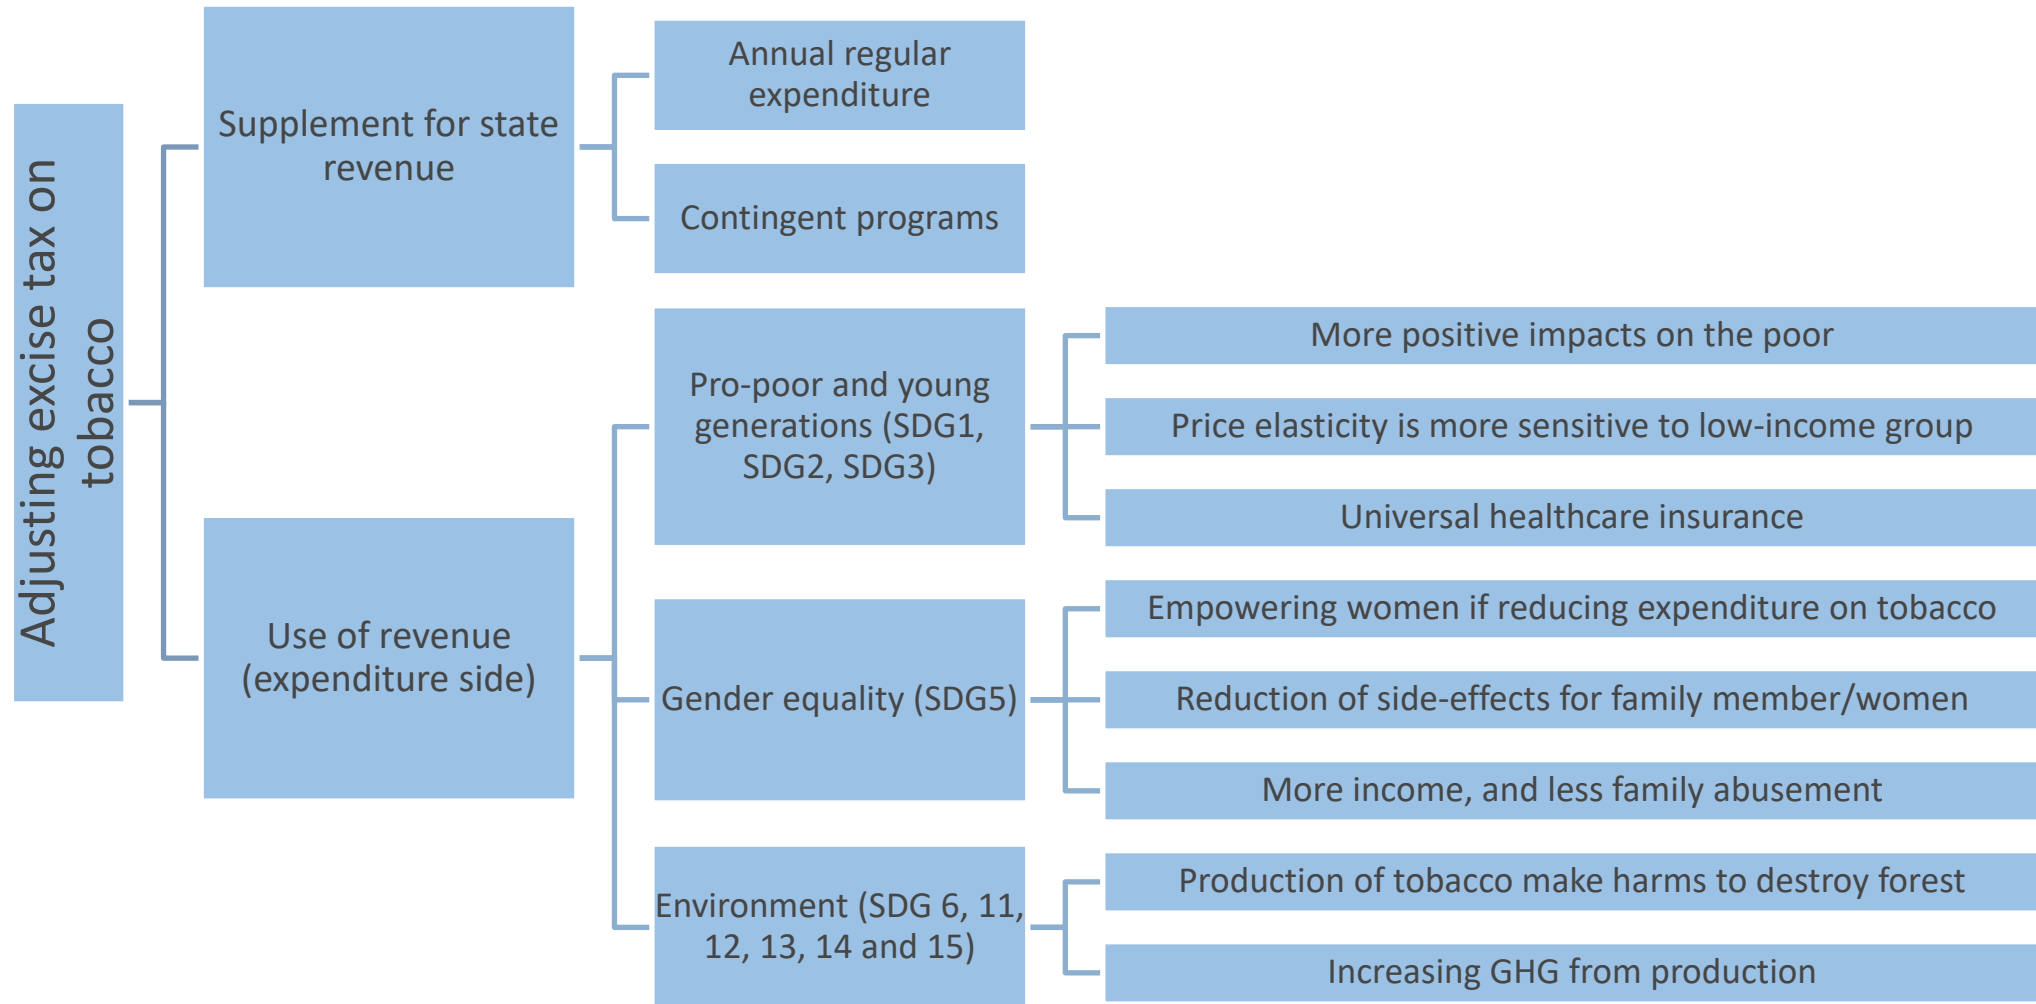 Adjusting excise tax on
tobacco
Supplement for state
revenue
Annual regular
expenditure
Contingent programs
Use of revenue
(expenditure side)
Pro-poor and young
generations (SDG1,
SDG2, SDG3)
More positive impacts on the poor
Price elasticity is more sensitive to low-income group
Universal healthcare insurance
Gender equality (SDG5)
Empowering women if reducing expenditure on tobacco
Reduction of side-effects for family member/women
More income, and less family abusement
Environment (SDG 6, 11,
12, 13, 14 and 15)
Production of tobacco make harms to destroy forest
Increasing GHG from production